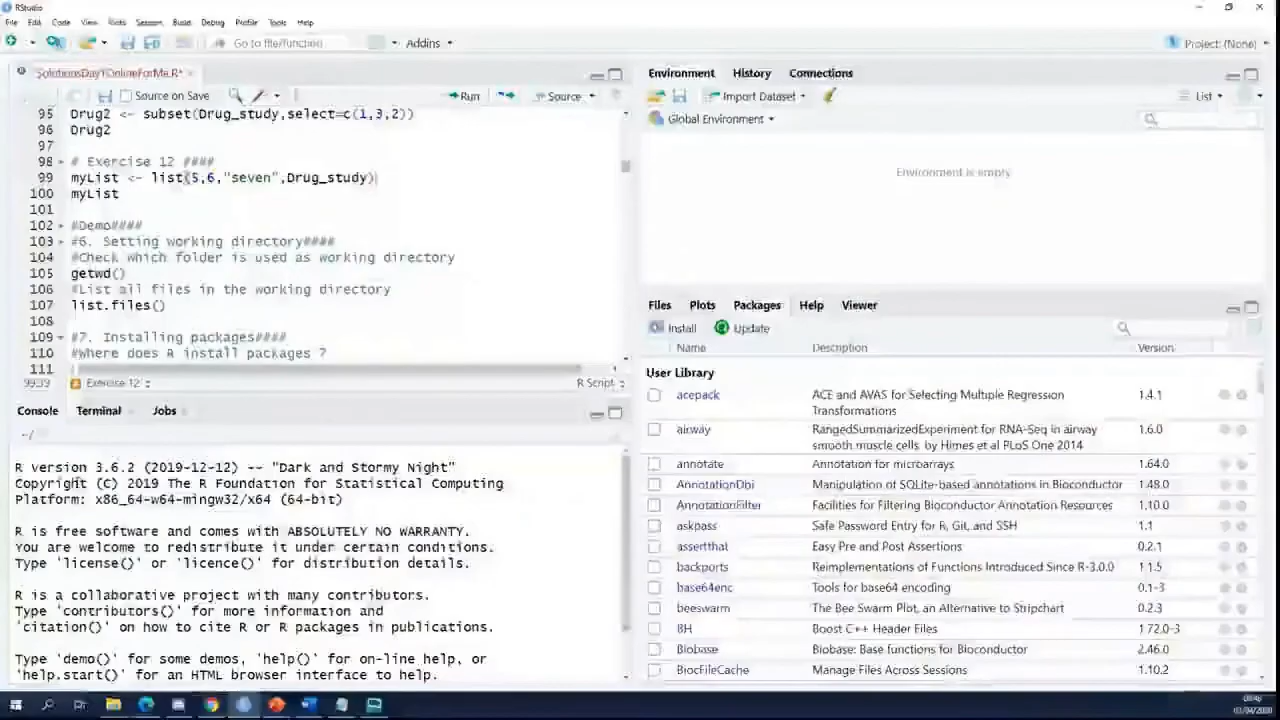 RStudio
File Edit Code View Plots Session Build Debug Profile Tools Help
Go to file/function Addins Project: (None)
SolutionsDay1OnlineForMe.R*
Source on Save Run Source
95 Drug2 <- subset(Drug_study,select=c(1,3,2))
96 Drug2
97
98 # Exercise 12 ####
99 myList <- list(5,6,"seven",Drug_study)
100 myList
101
102 #Demo####
103 #6. Setting working directory####
104 #Check which folder is used as working directory
105 getwd()
106 #List all files in the working directory
107 list.files()
108
109 #7. Installing packages####
110 #Where does R install packages ?
111
99:39 Exercise 12 R Script
Console Terminal Jobs
~/
R version 3.6.2 (2019-12-12) -- "Dark and Stormy Night"
Copyright (C) 2019 The R Foundation for Statistical Computing
Platform: x86_64-w64-mingw32/x64 (64-bit)
R is free software and comes with ABSOLUTELY NO WARRANTY.
You are welcome to redistribute it under certain conditions.
Type 'license()' or 'licence()' for distribution details.
R is a collaborative project with many contributors.
Type 'contributors()' for more information and
'citation()' on how to cite R or R packages in publications.
Type 'demo()' for some demos, 'help()' for on-line help, or
'help.start()' for an HTML browser interface to help.
Environment History Connections
Import Dataset List
Global Environment
Environment is empty
Files Plots Packages Help Viewer
Install Update
Name Description Version
User Library
acepack ACE and AVAS for Selecting Multiple Regression Transformations 1.4.1
airway RangedSummarizedExperiment for RNA-Seq in airway smooth muscle cells, by Himes et al PLoS One 2014 1.6.0
annotate Annotation for microarrays 1.64.0
AnnotationDbi Manipulation of SQLite-based annotations in Bioconductor 1.48.0
AnnotationFilter Facilities for Filtering Bioconductor Annotation Resources 1.10.0
askpass Safe Password Entry for R, Git, and SSH 1.1
assertthat Easy Pre and Post Assertions 0.2.1
backports Reimplementations of Functions Introduced Since R-3.0.0 1.1.5
base64enc Tools for base64 encoding 0.1-3
beeswarm The Bee Swarm Plot, an Alternative to Stripchart 0.2.3
BH Boost C++ Header Files 1.72.0-3
Biobase Biobase: Base functions for Bioconductor 2.46.0
BiocFileCache Manage Files Across Sessions 1.10.2
03/04/2020